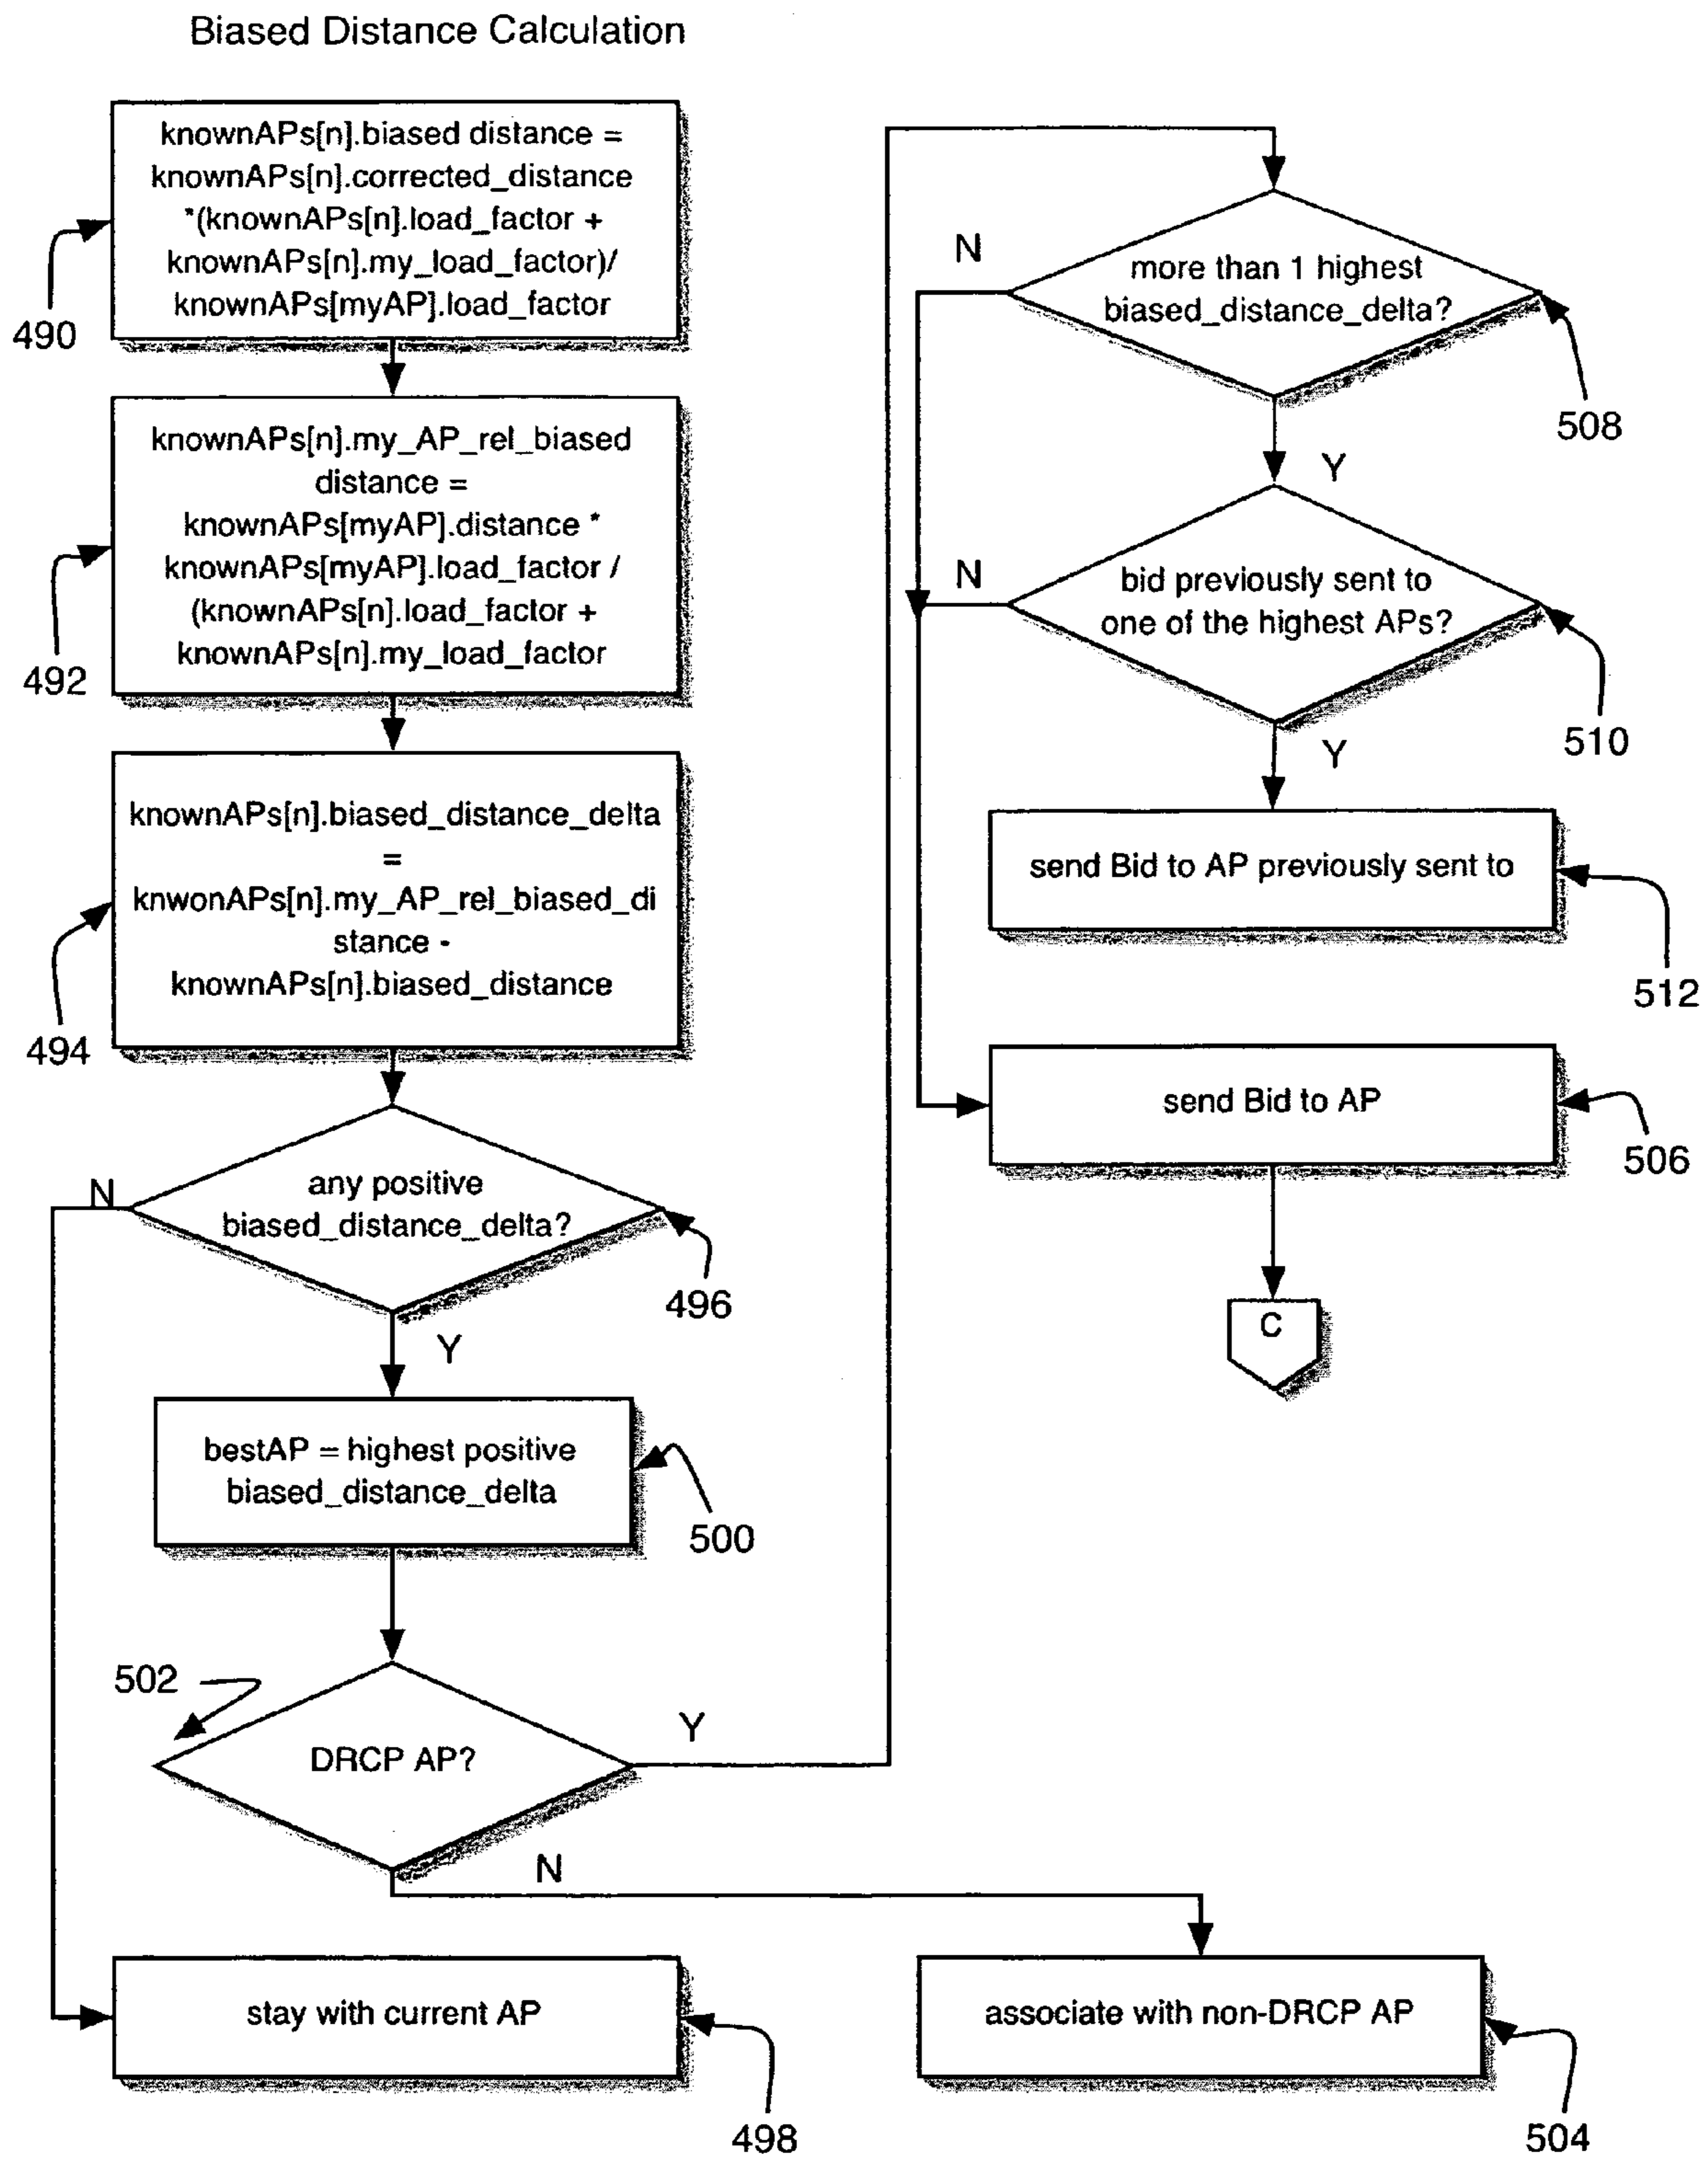 Biased Distance Calculation
knownAPs[n].biased distance =
knownAPs[n].corrected_distance
*(knownAPs[n].load_factor +
knownAPs[n].my_load_factor)/
knownAPs[myAP].load_factor
490
knownAPs[n].my_AP_rel_biased
distance =
knownAPs[myAP].distance *
knownAPs[myAP].load_factor /
(knownAPs[n].load_factor +
knownAPs[n].my_load_factor
492
knownAPs[n].biased_distance_delta
=
knwonAPs[n].my_AP_rel_biased_di
stance -
knownAPs[n].biased_distance
494
any positive
biased_distance_delta?
N
496
Y
bestAP = highest positive
biased_distance_delta
500
502
DRCP AP?
Y
N
stay with current AP
498
associate with non-DRCP AP
504
more than 1 highest
biased_distance_delta?
N
508
Y
bid previously sent to
one of the highest APs?
N
510
Y
send Bid to AP previously sent to
512
send Bid to AP
506
C